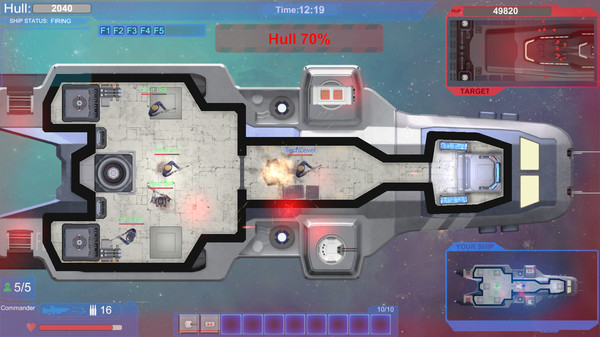 Hull: 2040
SHIP STATUS: FIRING
F1 F2 F3 F4 F5
Time:12:19
Hull 70%
HuP 49820
TARGET
YOUR SHIP
5/5
Commander
16
10/10